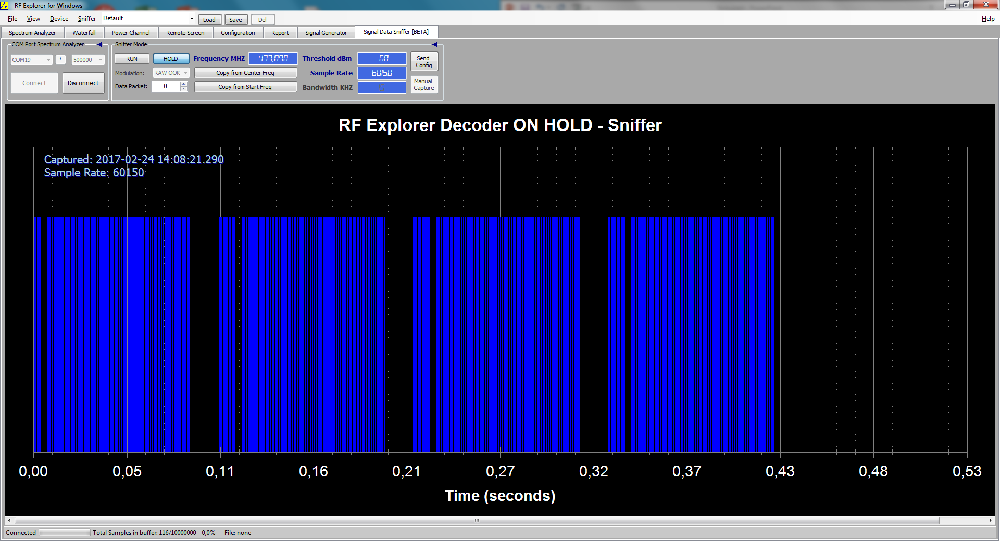 RF Explorer for Windows
File View Device Sniffer Default Load Save Del Help
Spectrum Analyzer Waterfall Power Channel Remote Screen Configuration Report Signal Generator Signal Data Sniffer [BETA]
COM Port Spectrum Analyzer
COM19 * 500000
Connect Disconnect
Sniffer Mode
RUN HOLD Frequency MHZ 433,890 Threshold dBm -60 Send Config
Modulation: RAW OOK Copy from Center Freq Sample Rate 60150
Data Packet: 0 Copy from Start Freq Bandwidth KHZ Manual Capture
RF Explorer Decoder ON HOLD - Sniffer
Captured: 2017-02-24 14:08:21.290
Sample Rate: 60150
0,00 0,05 0,11 0,16 0,21 0,27 0,32 0,37 0,43 0,48 0,53
Time (seconds)
Connected Total Samples in buffer: 116/10000000 - 0,0% - File: none